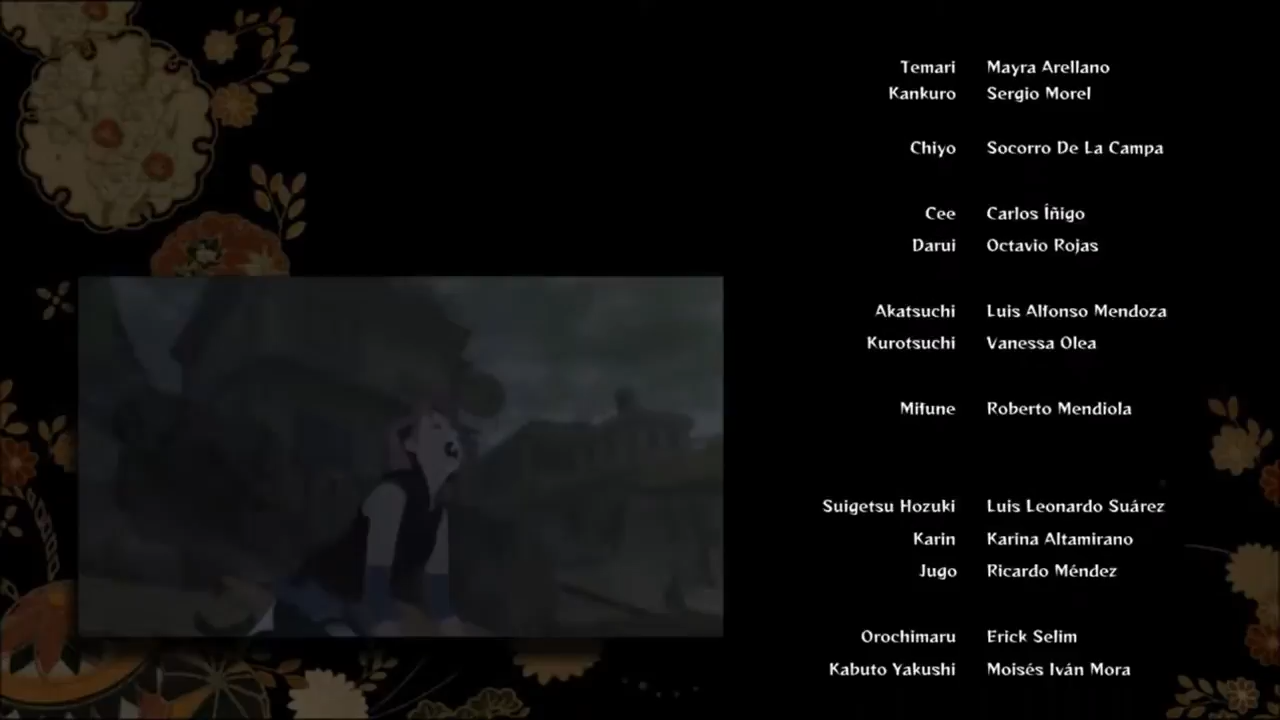 Temari Mayra Arellano
Kankuro Sergio Morel
Chiyo Socorro De La Campa
Cee Carlos Íñigo
Darui Octavio Rojas
Akatsuchi Luis Alfonso Mendoza
Kurotsuchi Vanessa Olea
Mifune Roberto Mendiola
Suigetsu Hozuki Luis Leonardo Suárez
Karin Karina Altamirano
Jugo Ricardo Méndez
Orochimaru Erick Selim
Kabuto Yakushi Moisés Iván Mora